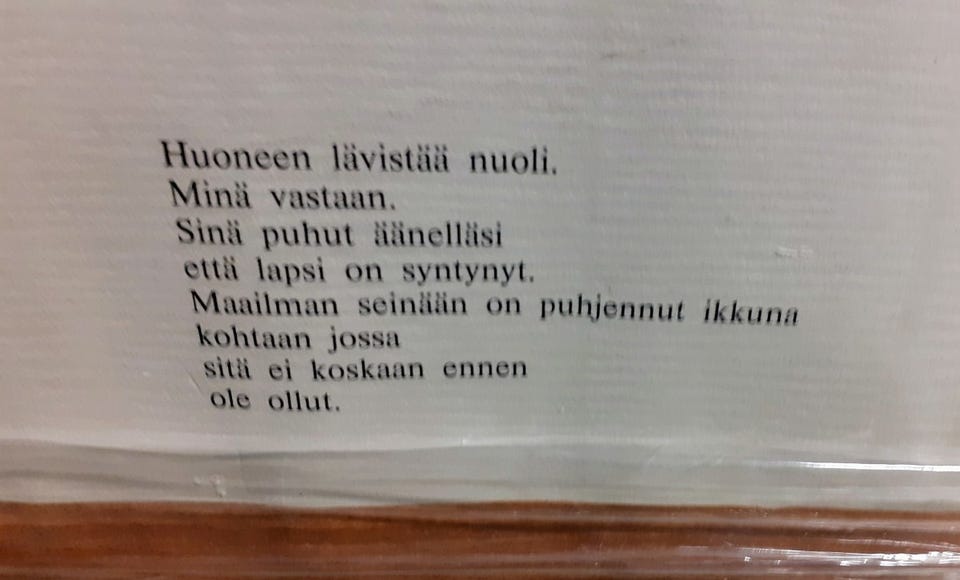 Huoneen lävistää nuoli.
Minä vastaan.
Sinä puhut äänelläsi
että lapsi on syntynyt.
Maailman seinään on puhjennut ikkuna
kohtaan jossa
sitä ei koskaan ennen
ole ollut.